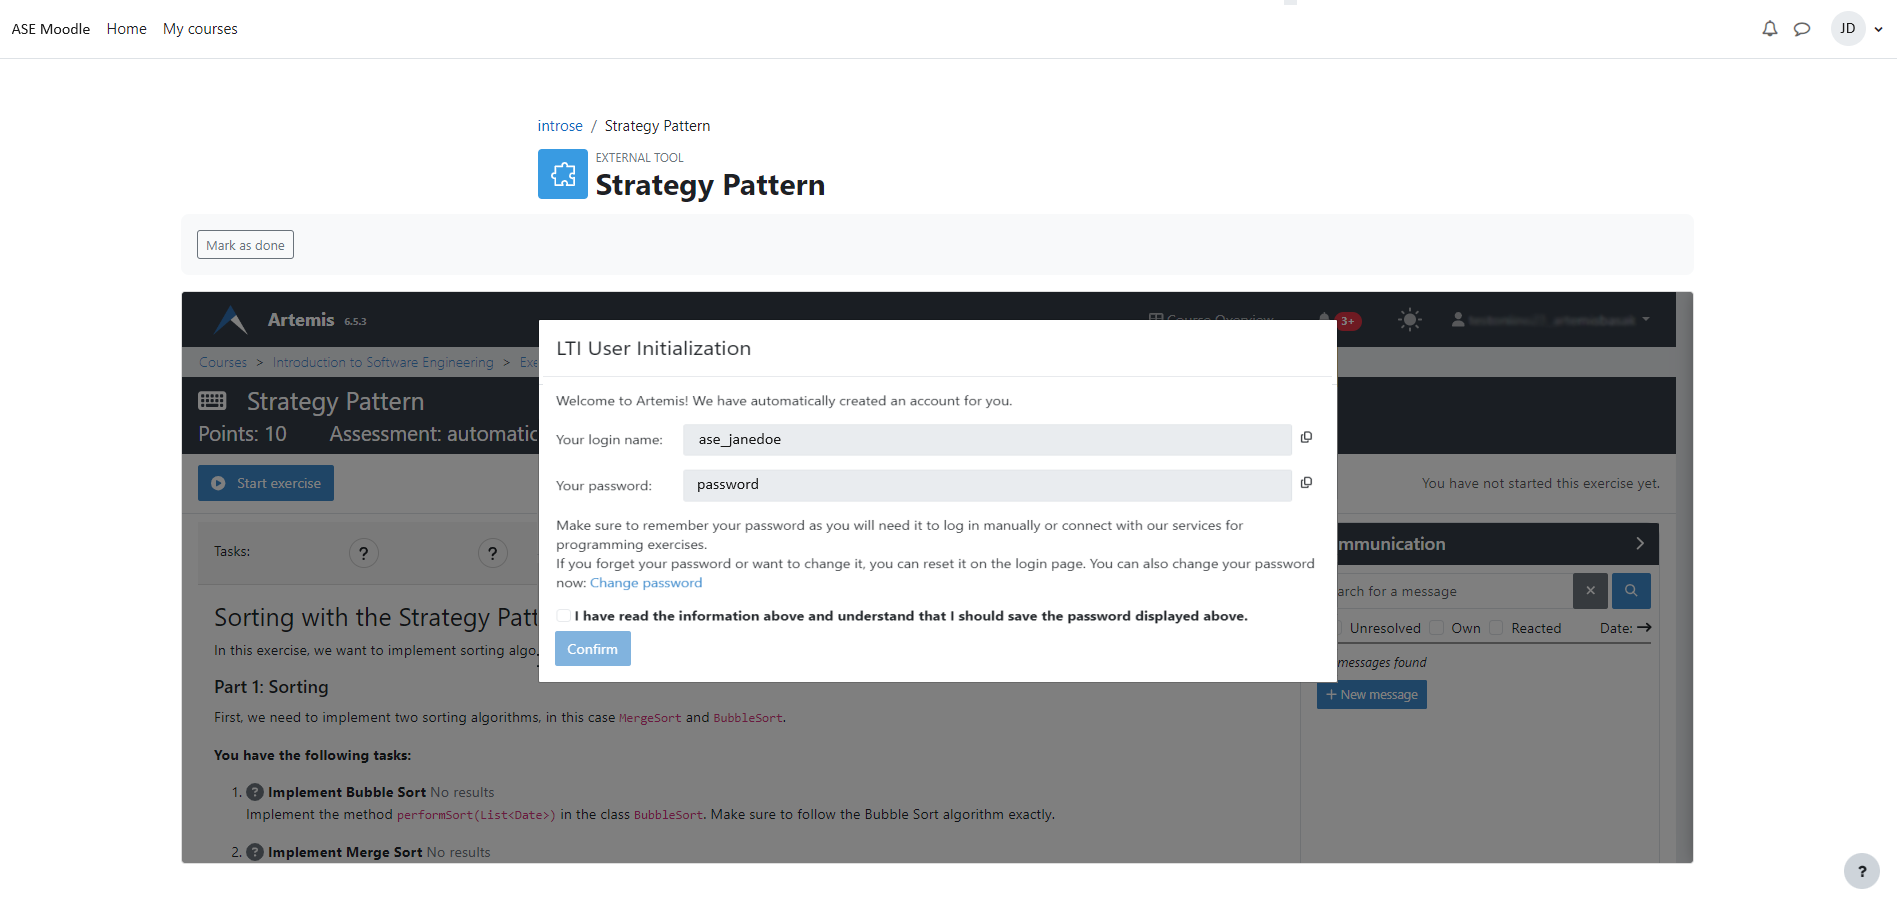 ASE Moodle Home My courses
JD
introse / Strategy Pattern
EXTERNAL TOOL
Strategy Pattern
Mark as done
Artemis 6.5.3
Course Overview
3+
Courses > Introduction to Software Engineering >
Strategy Pattern
Points: 10 Assessment: automatic
Start exercise
You have not started this exercise yet.
Tasks: ? ?
LTI User Initialization
Welcome to Artemis! We have automatically created an account for you.
Your login name: ase_janedoe
Your password: password
Make sure to remember your password as you will need it to log in manually or connect with our services for
programming exercises.
If you forget your password or want to change it, you can reset it on the login page. You can also change your password
now: Change password
I have read the information above and understand that I should save the password displayed above.
Confirm
mmunication
arch for a message
Unresolved Own Reacted Date:
messages found
+ New message
Sorting with the Strategy Patt
In this exercise, we want to implement sorting algo
Part 1: Sorting
First, we need to implement two sorting algorithms, in this case MergeSort and BubbleSort.
You have the following tasks:
1. ? Implement Bubble Sort No results
Implement the method performSort(List<Date>) in the class BubbleSort. Make sure to follow the Bubble Sort algorithm exactly.
2. ? Implement Merge Sort No results
?